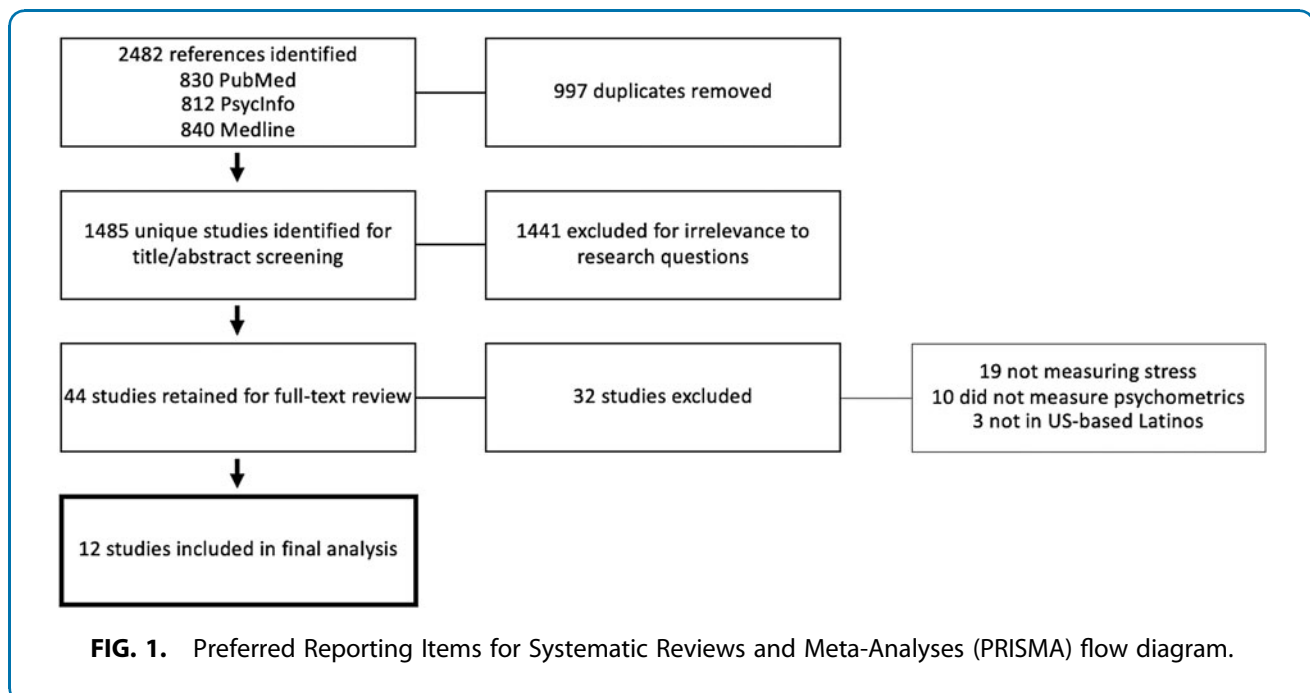 2482 references identified
830 PubMed
812 PsycInfo
840 Medline
997 duplicates removed
1485 unique studies identified for
title/abstract screening
1441 excluded for irrelevance to
research questions
44 studies retained for full-text review
32 studies excluded
19 not measuring stress
10 did not measure psychometrics
3 not in US-based Latinos
12 studies included in final analysis
FIG. 1. Preferred Reporting Items for Systematic Reviews and Meta-Analyses (PRISMA) flow diagram.